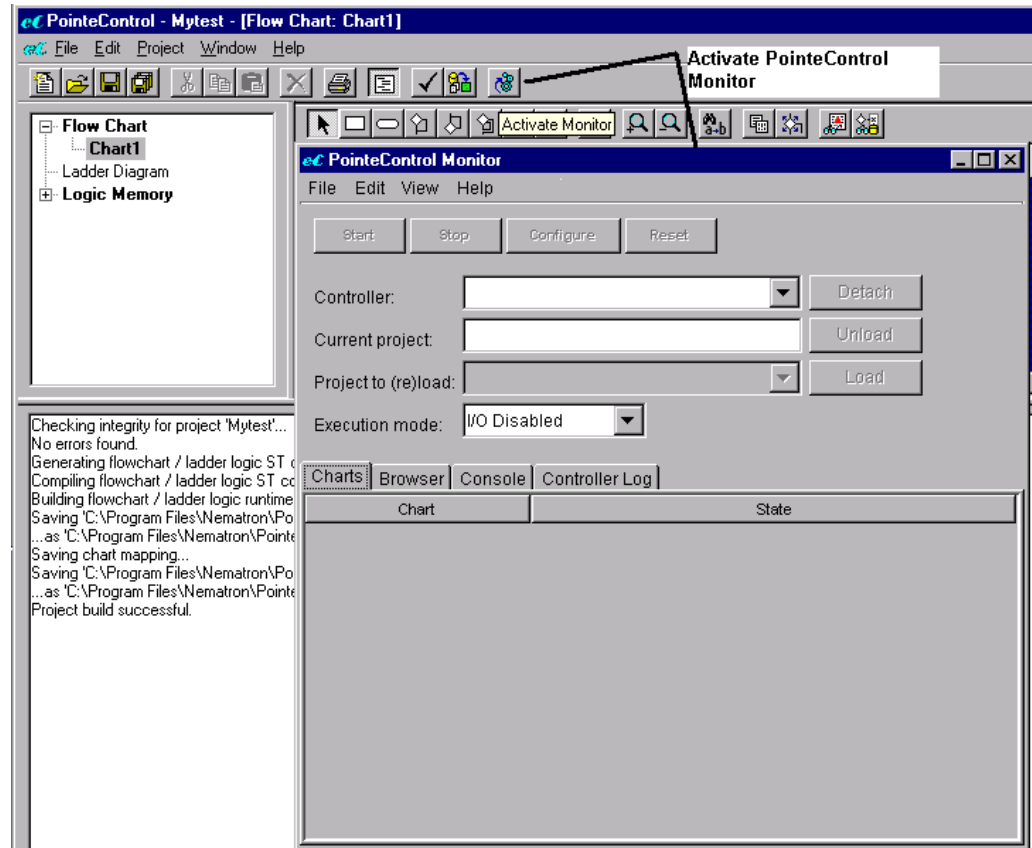 PointeControl - Mytest - [Flow Chart: Chart1]
File Edit Project Window Help
Activate PointeControl
Monitor
Flow Chart
Chart1
Ladder Diagram
Logic Memory
Activate Monitor
PointeControl Monitor
File Edit View Help
Start Stop Configure Reset
Controller: Detach
Current project: Unload
Project to (re)load: Load
Execution mode: I/O Disabled
Charts Browser Console Controller Log
Chart State
Checking integrity for project 'Mytest'...
No errors found.
Generating flowchart / ladder logic ST
Compiling flowchart / ladder logic ST
Building flowchart / ladder logic runtime
Saving 'C:\Program Files\Nematron\Po
...as 'C:\Program Files\Nematron\Pointe
Saving chart mapping...
Saving 'C:\Program Files\Nematron\Po
...as 'C:\Program Files\Nematron\Pointe
Project build successful.